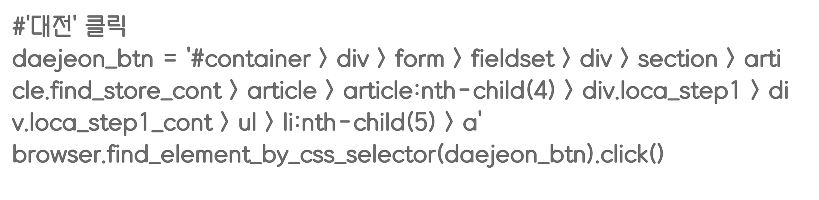 #'대전' 클릭
daejeon_btn = '#container > div > form > fieldset > div > section > arti
cle.find_store_cont > article > article:nth-child(4) > div.loca_step1 > di
v.loca_step1_cont > ul > li:nth-child(5) > a'
browser.find_element_by_css_selector(daejeon_btn).click()